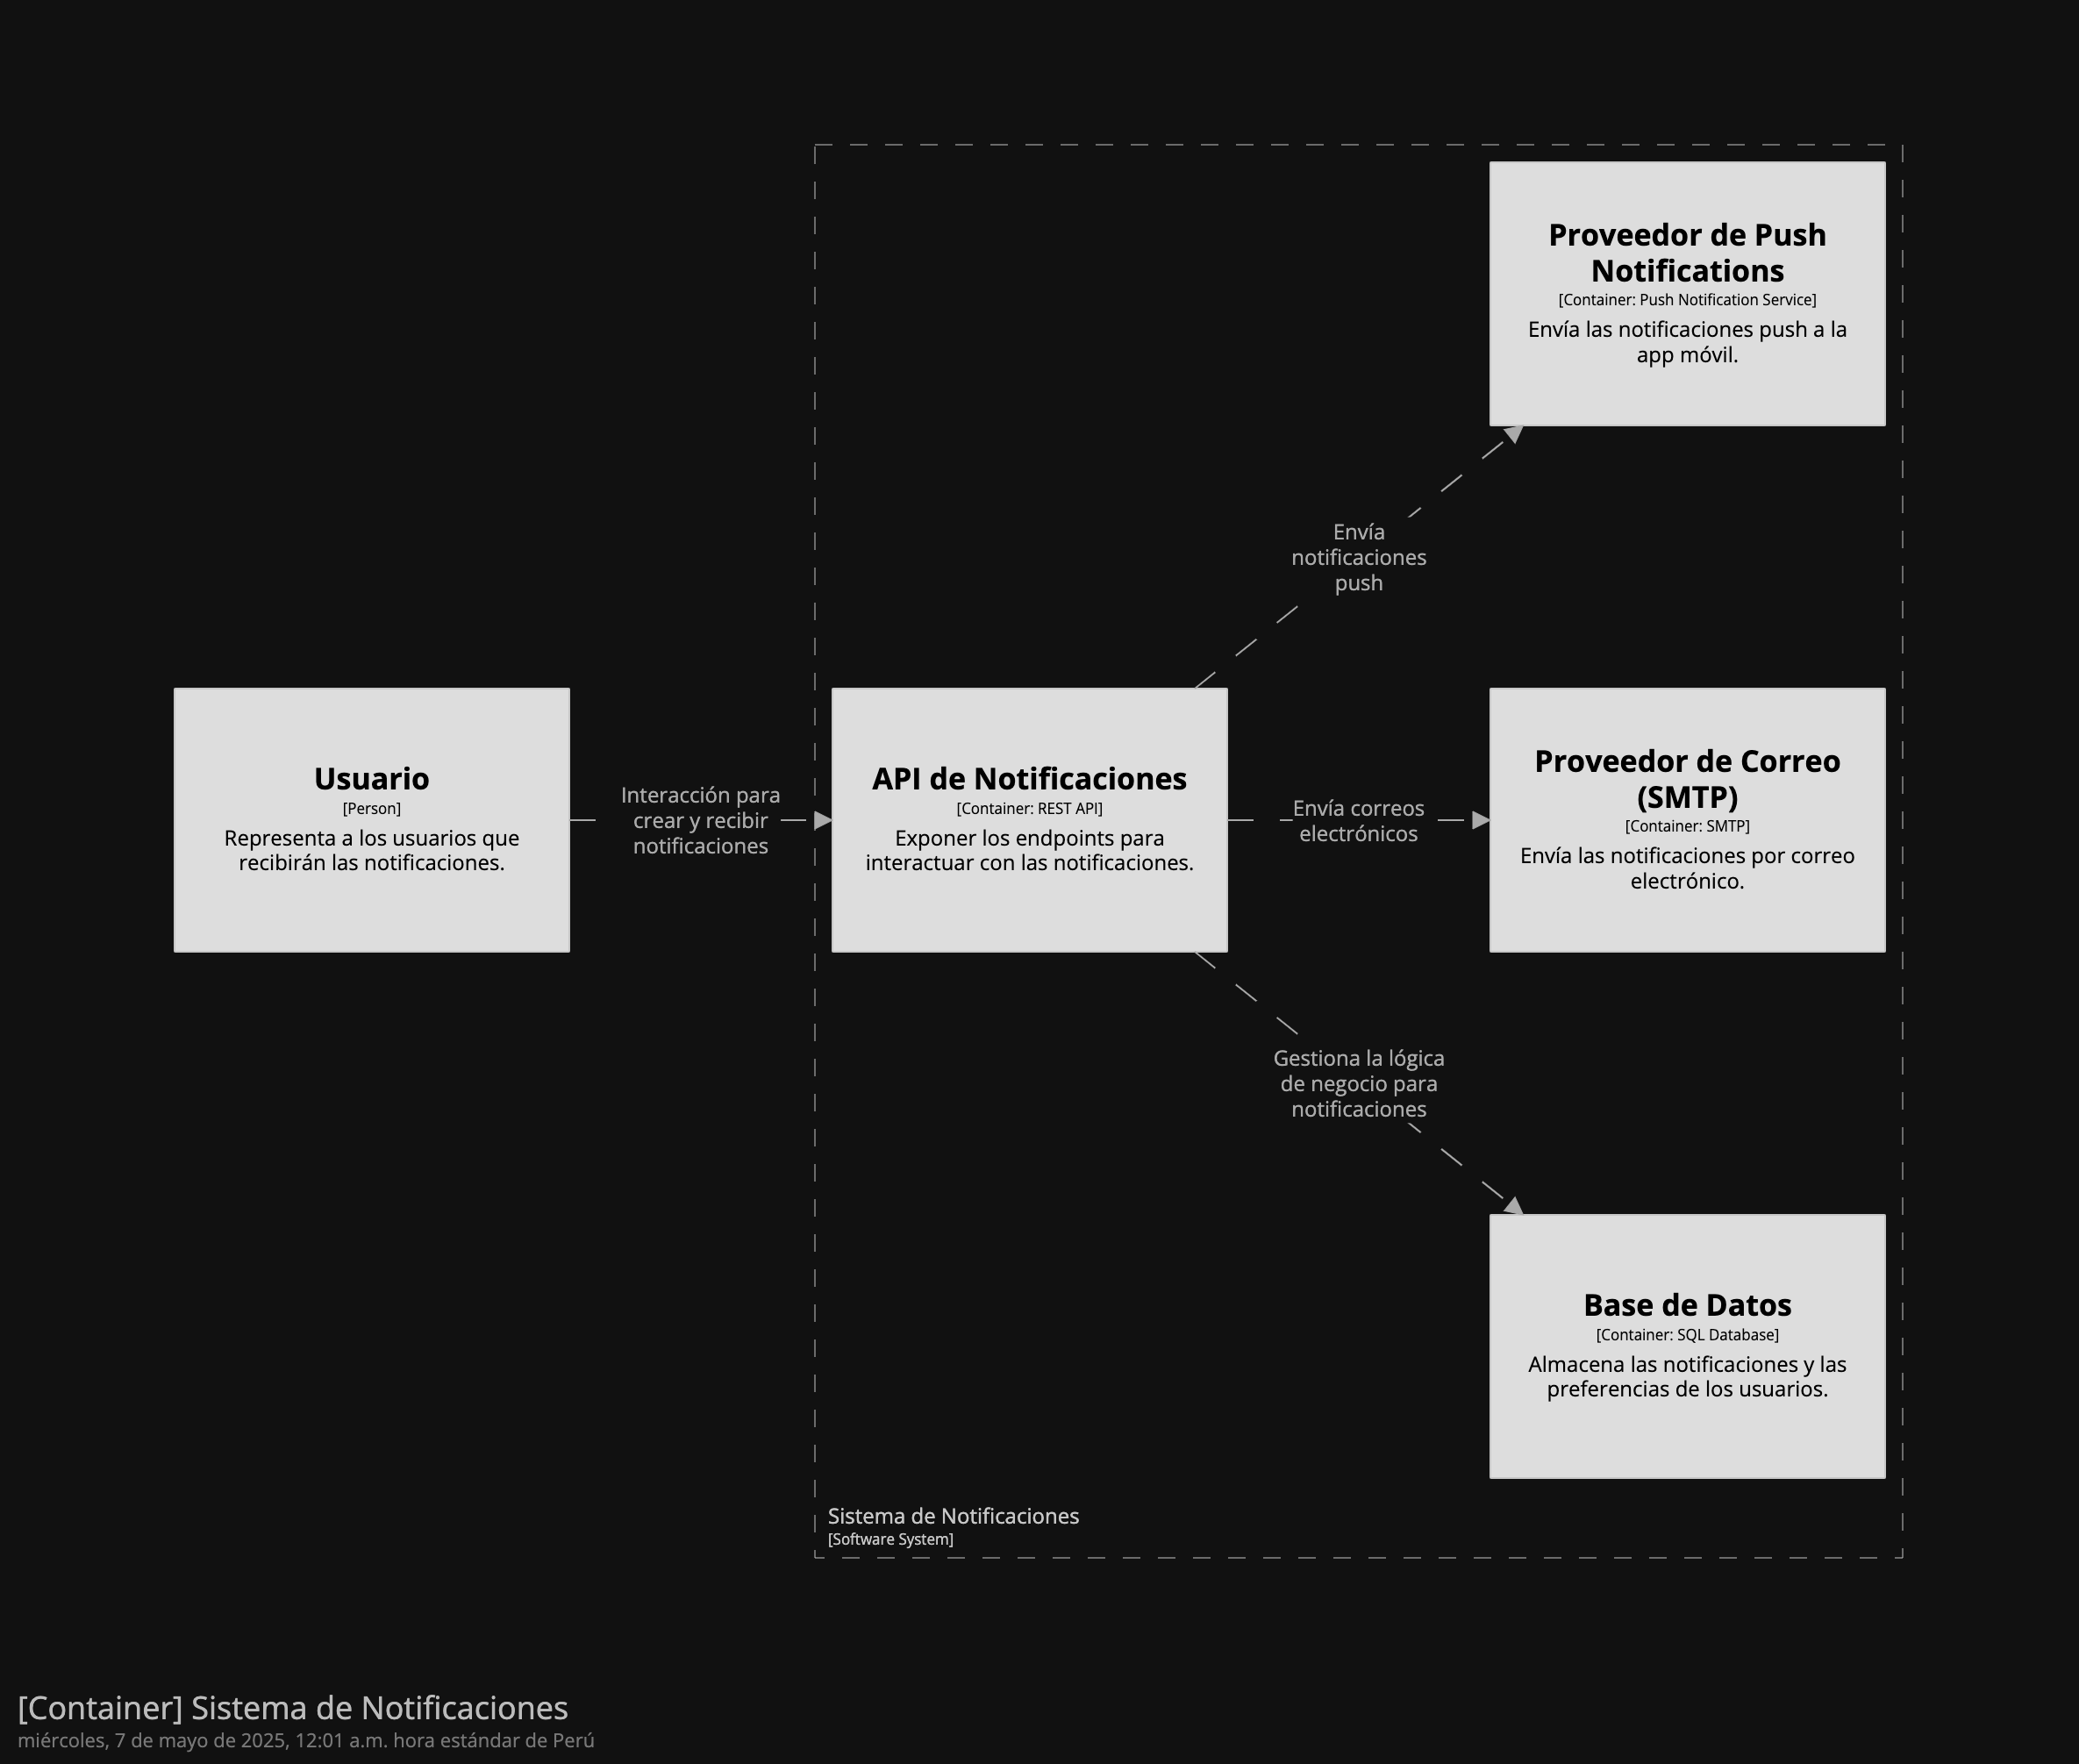 Proveedor de Push
Notifications
[Container: Push Notification Service]
Envía las notificaciones push a la
app móvil.
Envía
notificaciones
push
Usuario
[Person]
Representa a los usuarios que
recibirán las notificaciones.
Interacción para
crear y recibir
notificaciones
API de Notificaciones
[Container: REST API]
Exponer los endpoints para
interactuar con las notificaciones.
Envía correos
electrónicos
Proveedor de Correo
(SMTP)
[Container: SMTP]
Envía las notificaciones por correo
electrónico.
Gestiona la lógica
de negocio para
notificaciones
Base de Datos
[Container: SQL Database]
Almacena las notificaciones y las
preferencias de los usuarios.
Sistema de Notificaciones
[Software System]
[Container] Sistema de Notificaciones
miércoles, 7 de mayo de 2025, 12:01 a.m. hora estándar de Perú